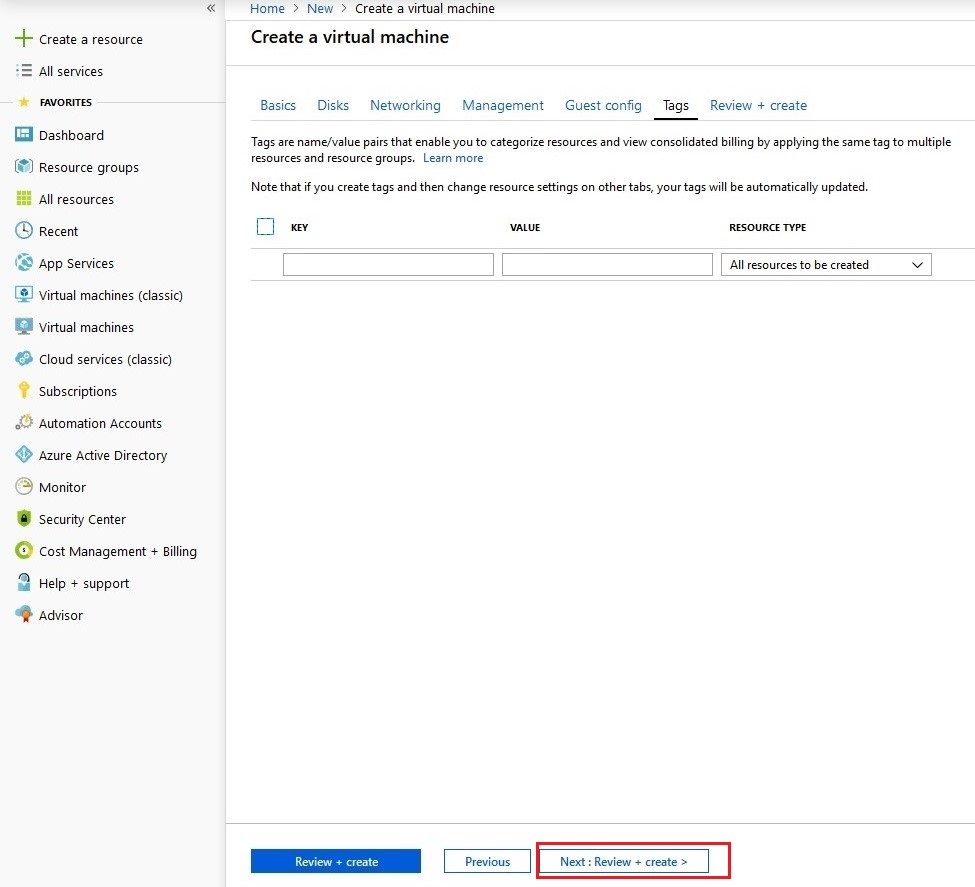 «
Create a resource
All services
FAVORITES
Dashboard
Resource groups
All resources
Recent
App Services
Virtual machines (classic)
Virtual machines
Cloud services (classic)
Subscriptions
Automation Accounts
Azure Active Directory
Monitor
Security Center
Cost Management + Billing
Help + support
Advisor
Home > New > Create a virtual machine
Create a virtual machine
Basics Disks Networking Management Guest config Tags Review + create
Tags are name/value pairs that enable you to categorize resources and view consolidated billing by applying the same tag to multiple
resources and resource groups. Learn more
Note that if you create tags and then change resource settings on other tabs, your tags will be automatically updated.
KEY VALUE RESOURCE TYPE
All resources to be created
Review + create Previous Next : Review + create >